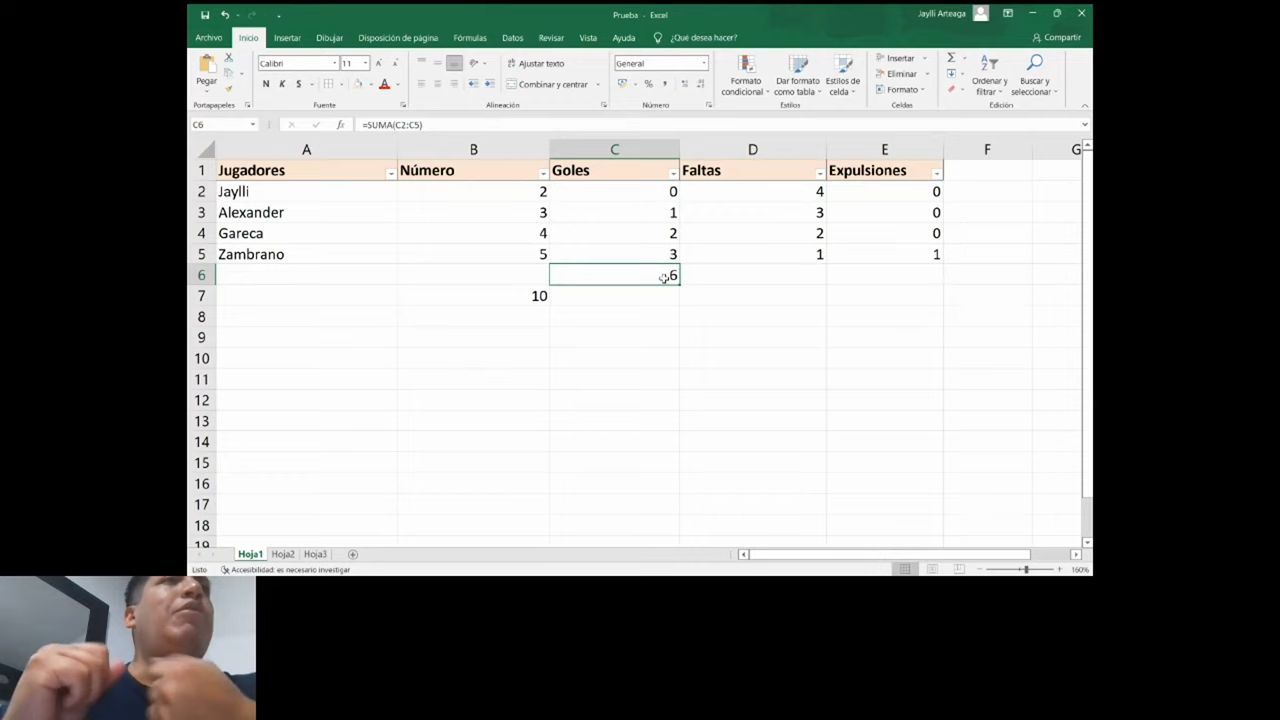 Prueba - Excel
Jaylli Arteaga
Archivo Inicio Insertar Dibujar Disposición de página Fórmulas Datos Revisar Vista Ayuda ¿Qué desea hacer? Compartir
Pegar
Calibri 11
N K S
A
Ajustar texto
Combinar y centrar
General
$ %
Formato condicional
Dar formato como tabla
Estilos de celda
Insertar
Eliminar
Formato
Ordenar y filtrar
Buscar y seleccionar
Portapapeles Fuente Alineación Número Estilos Celdas Edición
C6 fx =SUMA(C2:C5)
A B C D E F G
1 Jugadores Número Goles Faltas Expulsiones
2 Jaylli 2 0 4 0
3 Alexander 3 1 3 0
4 Gareca 4 2 2 0
5 Zambrano 5 3 1 1
6 6
7 10
8
9
10
11
12
13
14
15
16
17
18
19
Hoja1 Hoja2 Hoja3
Listo Accesibilidad: es necesario investigar 160%